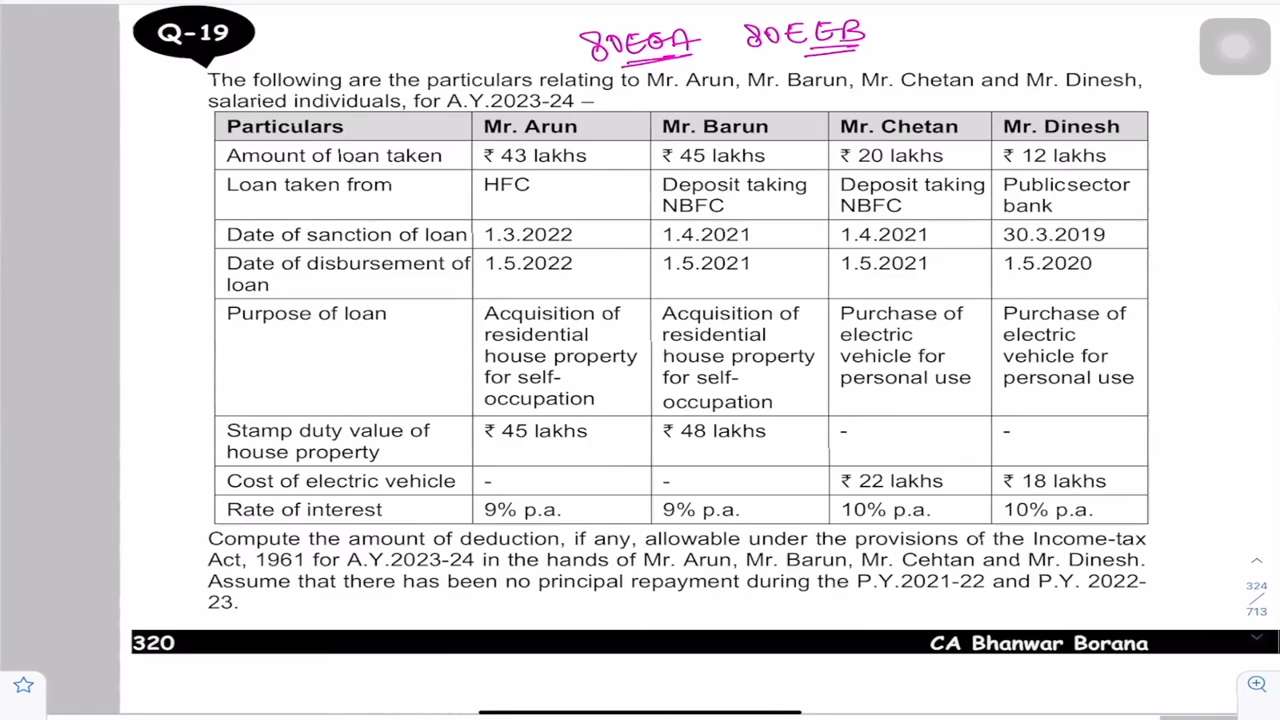 Q-19
80EEA 80EEB
The following are the particulars relating to Mr. Arun, Mr. Barun, Mr. Chetan and Mr. Dinesh,
salaried individuals, for A.Y.2023-24 –
Particulars Mr. Arun Mr. Barun Mr. Chetan Mr. Dinesh
Amount of loan taken ₹ 43 lakhs ₹ 45 lakhs ₹ 20 lakhs ₹ 12 lakhs
Loan taken from HFC Deposit taking Deposit taking Publicsector
NBFC NBFC bank
Date of sanction of loan 1.3.2022 1.4.2021 1.4.2021 30.3.2019
Date of disbursement of 1.5.2022 1.5.2021 1.5.2021 1.5.2020
loan
Purpose of loan Acquisition of Acquisition of Purchase of Purchase of
residential residential electric electric
house property house property vehicle for vehicle for
for self- for self- personal use personal use
occupation occupation
Stamp duty value of ₹ 45 lakhs ₹ 48 lakhs - -
house property
Cost of electric vehicle - - ₹ 22 lakhs ₹ 18 lakhs
Rate of interest 9% p.a. 9% p.a. 10% p.a. 10% p.a.
Compute the amount of deduction, if any, allowable under the provisions of the Income-tax
Act, 1961 for A.Y.2023-24 in the hands of Mr. Arun, Mr. Barun, Mr. Cehtan and Mr. Dinesh.
Assume that there has been no principal repayment during the P.Y.2021-22 and P.Y. 2022-
23.
324
713
320 CA Bhanwar Borana